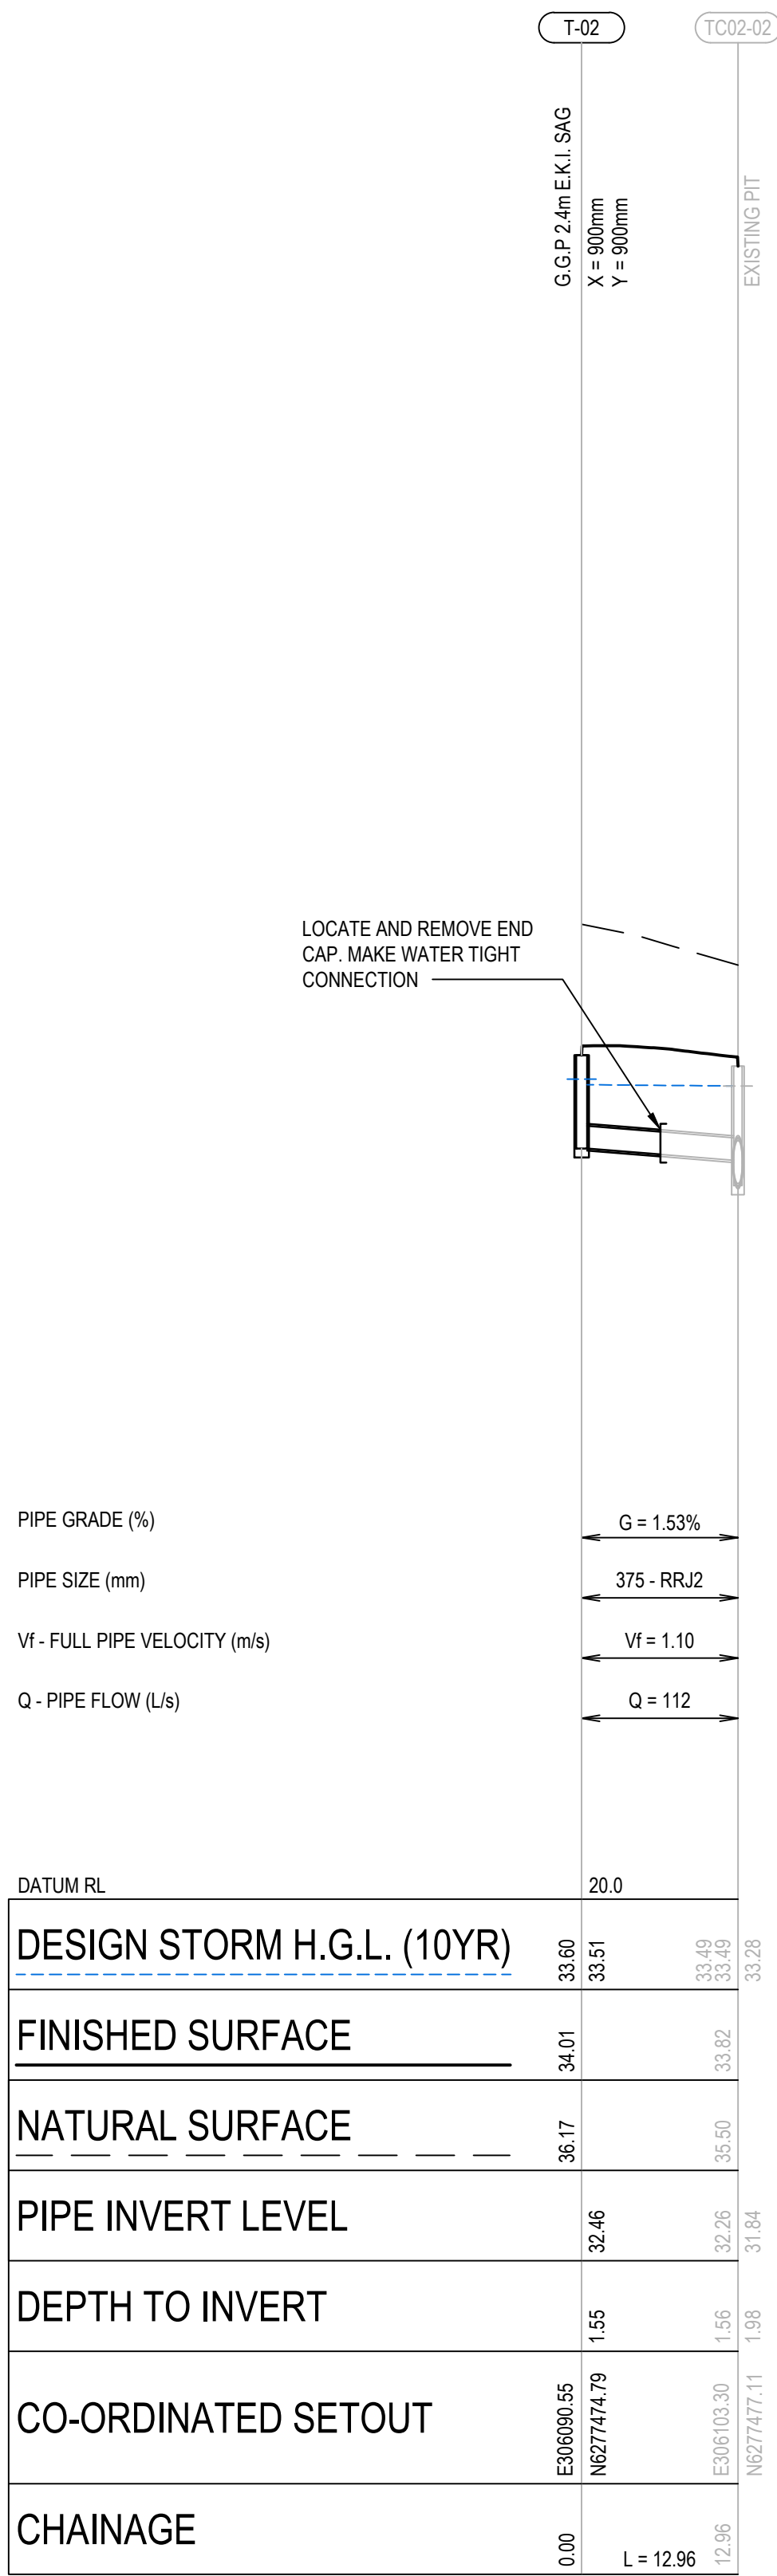 T-02
TC02-02
G.G.P 2.4m E.K.I. SAG
X = 900mm
Y = 900mm
EXISTING PIT
LOCATE AND REMOVE END
CAP. MAKE WATER TIGHT
CONNECTION
PIPE GRADE (%)
G = 1.53%
PIPE SIZE (mm)
375 - RRJ2
Vf - FULL PIPE VELOCITY (m/s)
Vf = 1.10
Q - PIPE FLOW (L/s)
Q = 112
DATUM RL
20.0
DESIGN STORM H.G.L. (10YR)
33.60
33.51
33.49
33.49
33.28
FINISHED SURFACE
34.01
33.82
NATURAL SURFACE
36.17
35.50
PIPE INVERT LEVEL
32.46
32.26
31.84
DEPTH TO INVERT
1.55
1.56
1.98
CO-ORDINATED SETOUT
E306090.55
N6277474.79
E306103.30
N6277477.11
CHAINAGE
0.00
L = 12.96
12.96